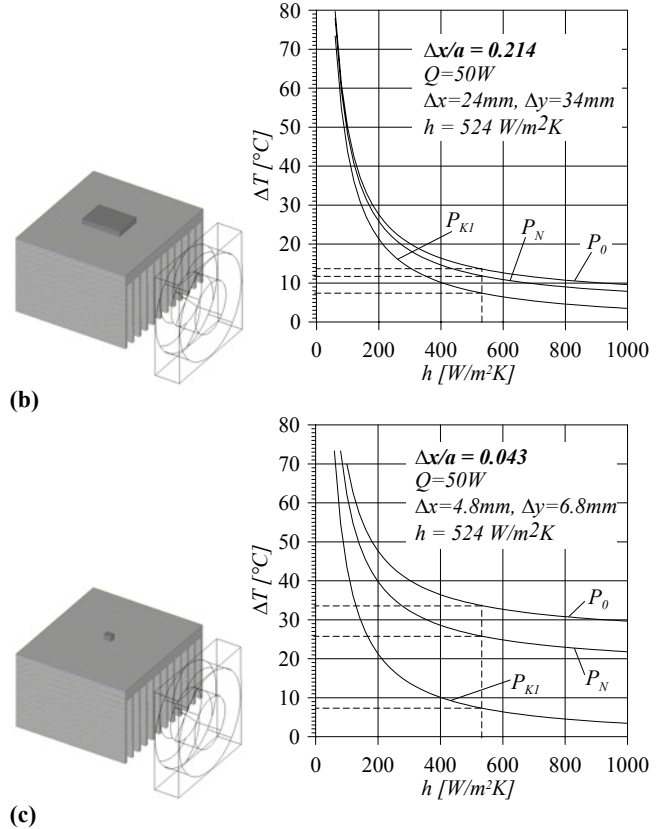 80
70
60
50
40
30
20
10
0
ΔT [°C]
Δx/a = 0.214
Q=50W
Δx=24mm, Δy=34mm
h = 524 W/m²K
P_K1
P_N
P_0
0 200 400 600 800 1000
h [W/m²K]
(b)
80
70
60
50
40
30
20
10
0
ΔT [°C]
Δx/a = 0.043
Q=50W
Δx=4.8mm, Δy=6.8mm
h = 524 W/m²K
P_0
P_N
P_K1
0 200 400 600 800 1000
h [W/m²K]
(c)